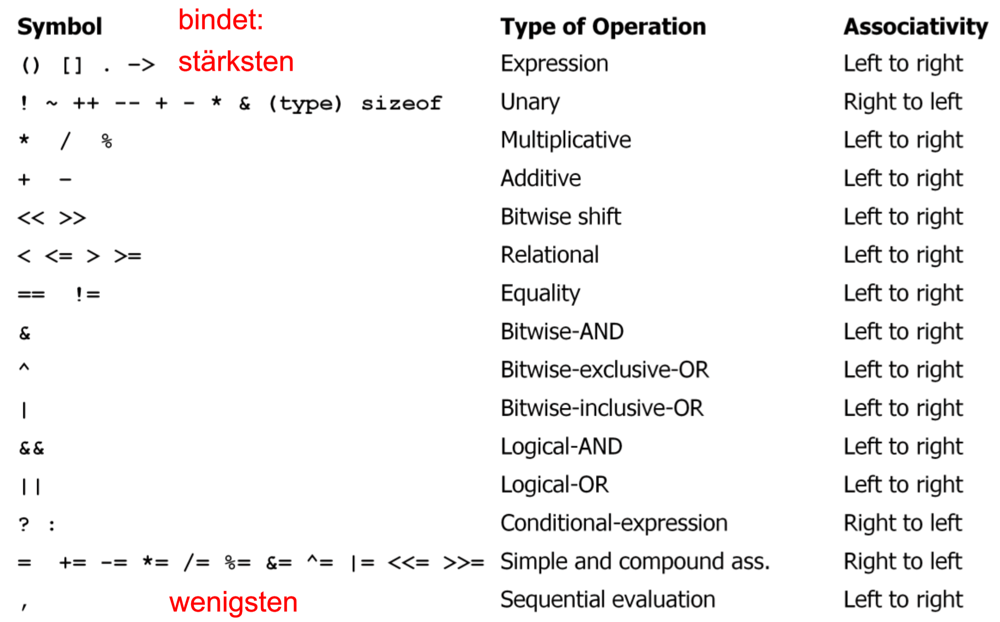 Symbol bindet: Type of Operation Associativity
() [] . -> stärksten Expression Left to right
! ~ ++ -- + - * & (type) sizeof Unary Right to left
* / % Multiplicative Left to right
+ - Additive Left to right
<< >> Bitwise shift Left to right
< <= > >= Relational Left to right
== != Equality Left to right
& Bitwise-AND Left to right
^ Bitwise-exclusive-OR Left to right
| Bitwise-inclusive-OR Left to right
&& Logical-AND Left to right
|| Logical-OR Left to right
? : Conditional-expression Right to left
= += -= *= /= %= &= ^= |= <<= >>= Simple and compound ass. Right to left
, wenigsten Sequential evaluation Left to right